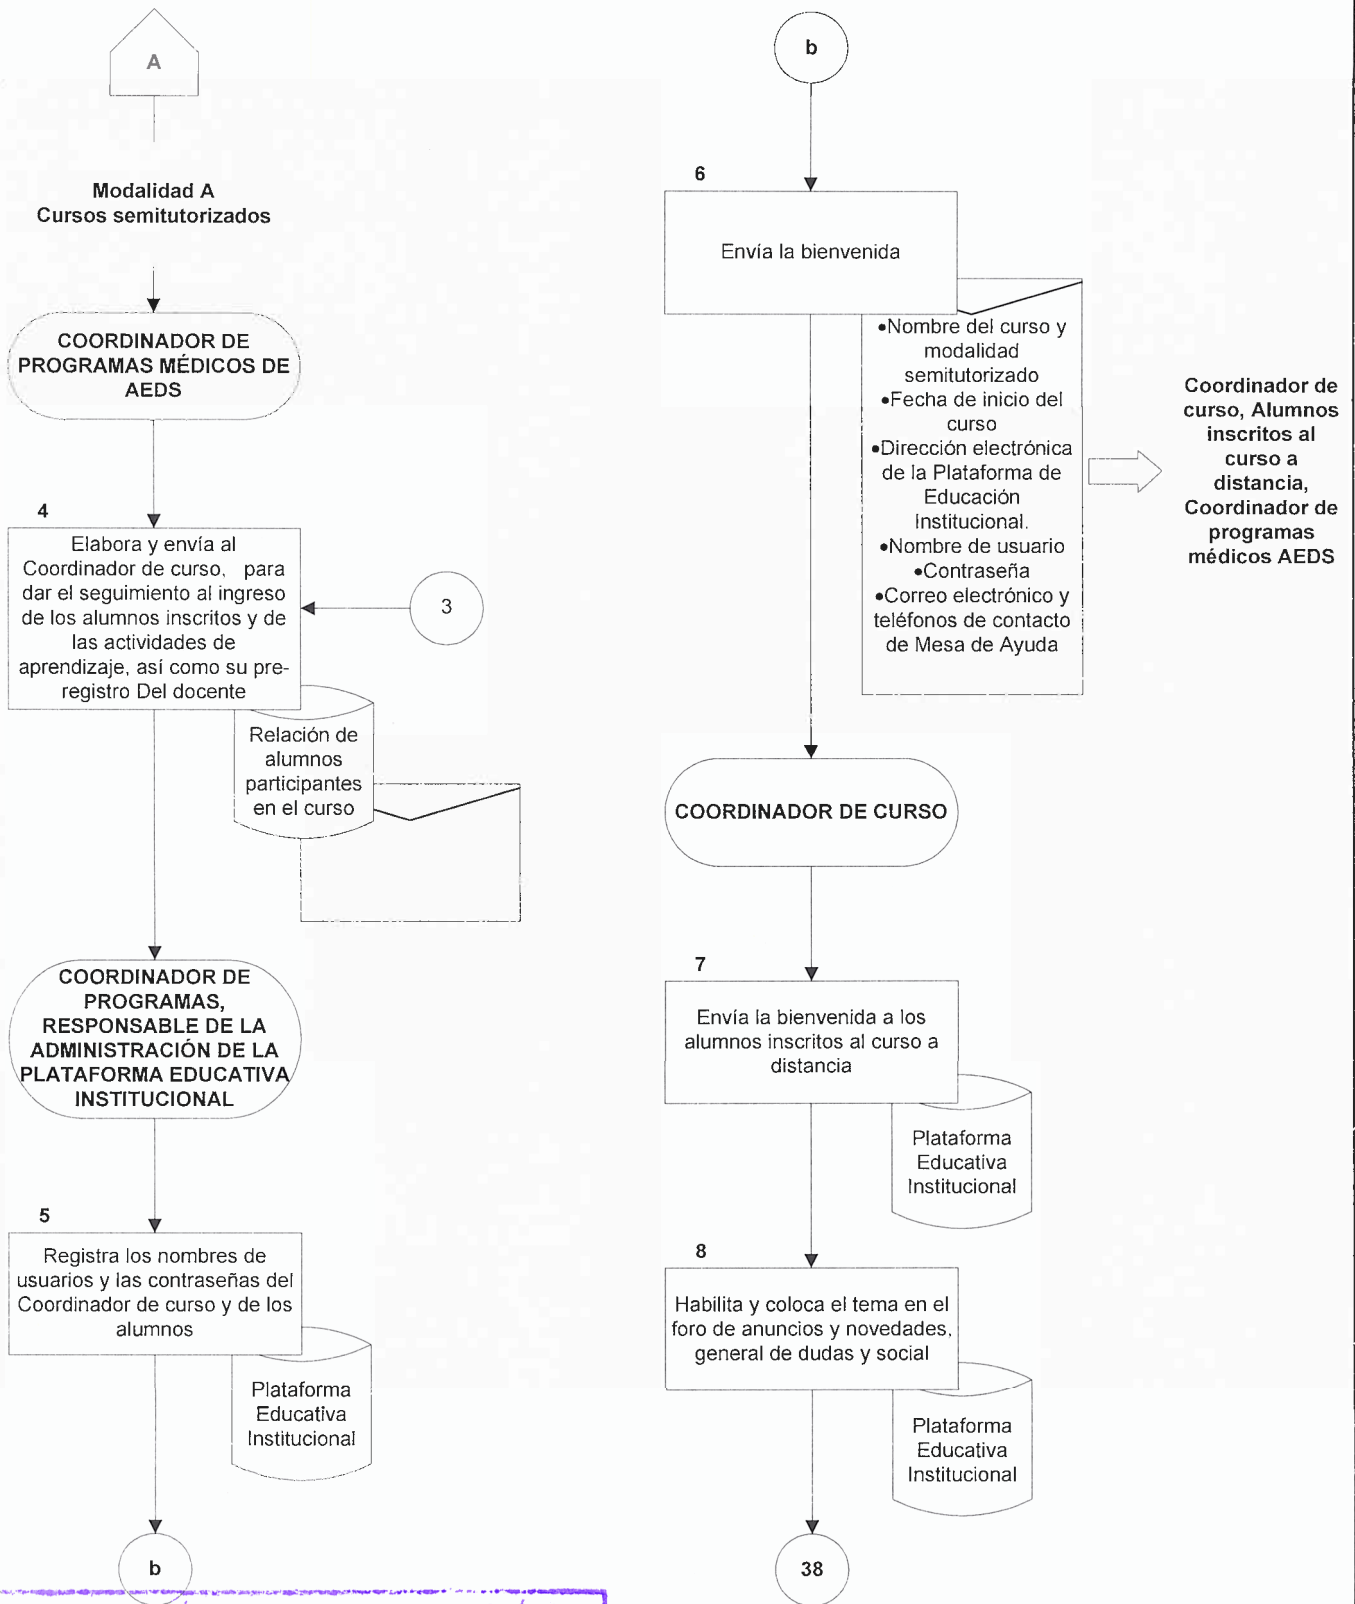 A
Modalidad A
Cursos semitutorizados
COORDINADOR DE
PROGRAMAS MÉDICOS DE
AEDS
4
Elabora y envía al
Coordinador de curso, para
dar el seguimiento al ingreso
de los alumnos inscritos y de
las actividades de
aprendizaje, así como su pre-
registro Del docente
3
Relación de
alumnos
participantes
en el curso
COORDINADOR DE
PROGRAMAS,
RESPONSABLE DE LA
ADMINISTRACIÓN DE LA
PLATAFORMA EDUCATIVA
INSTITUCIONAL
5
Registra los nombres de
usuarios y las contraseñas del
Coordinador de curso y de los
alumnos
Plataforma
Educativa
Institucional
b
b
6
Envía la bienvenida
•Nombre del curso y
modalidad
semitutorizado
•Fecha de inicio del
curso
•Dirección electrónica
de la Plataforma de
Educación
Institucional.
•Nombre de usuario
•Contraseña
•Correo electrónico y
teléfonos de contacto
de Mesa de Ayuda
Coordinador de
curso, Alumnos
inscritos al
curso a
distancia,
Coordinador de
programas
médicos AEDS
COORDINADOR DE CURSO
7
Envía la bienvenida a los
alumnos inscritos al curso a
distancia
Plataforma
Educativa
Institucional
8
Habilita y coloca el tema en el
foro de anuncios y novedades,
general de dudas y social
Plataforma
Educativa
Institucional
38